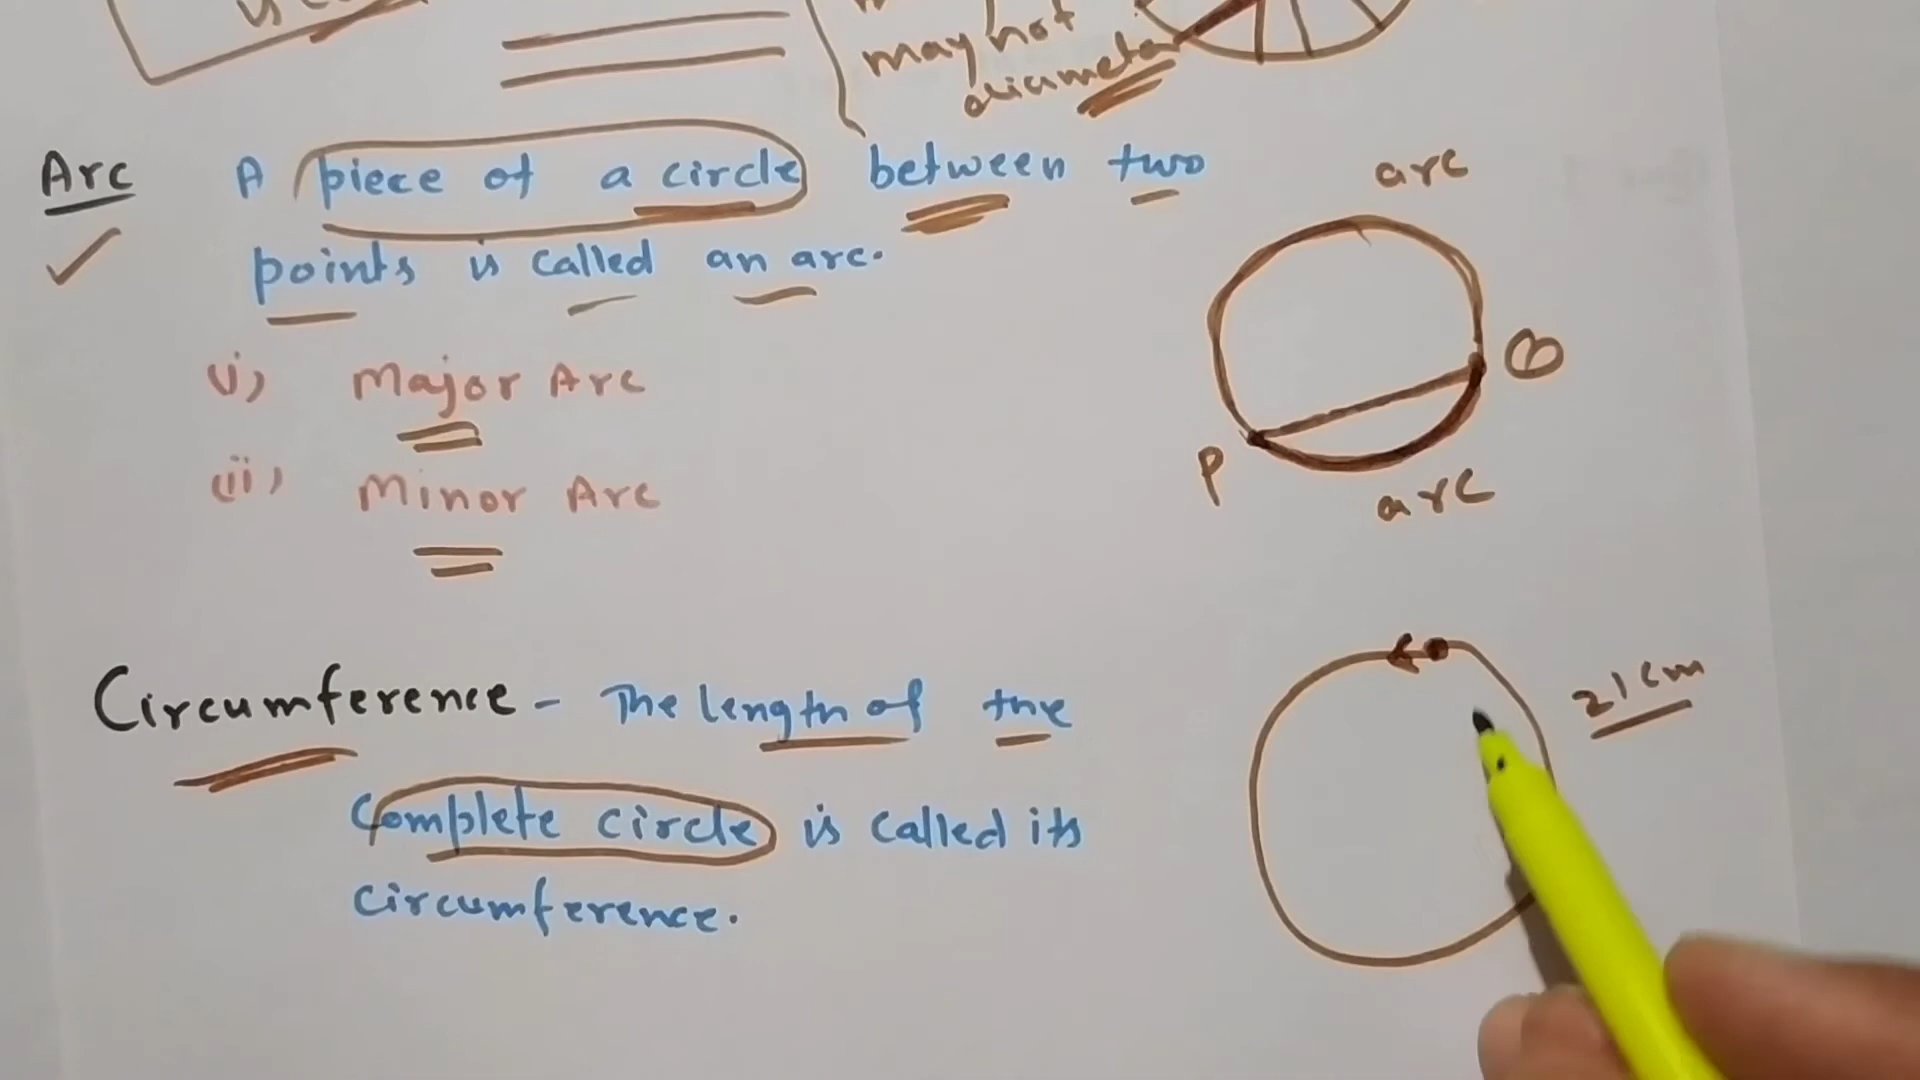 may not
diameter
Arc A piece of a circle between two
points is called an arc.
(i) Major Arc
(ii) Minor Arc
arc
P
arc
Circumference - The length of the
Complete circle is called its
circumference.
21cm